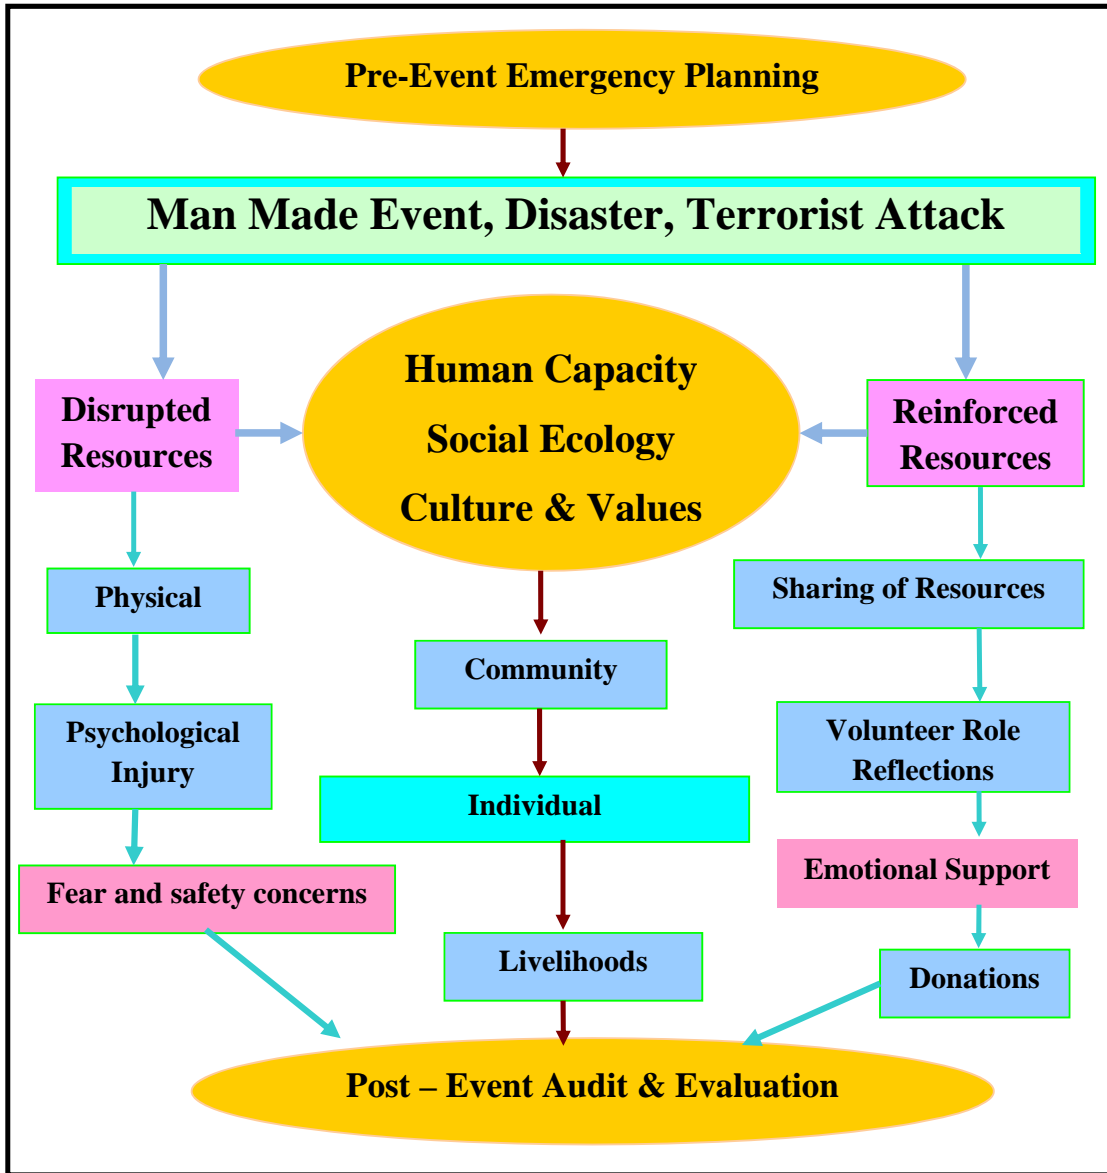 Pre-Event Emergency Planning
Man Made Event, Disaster, Terrorist Attack
Disrupted
Resources
Human Capacity
Social Ecology
Culture & Values
Reinforced
Resources
Physical
Psychological
Injury
Fear and safety concerns
Community
Individual
Livelihoods
Sharing of Resources
Volunteer Role
Reflections
Emotional Support
Donations
Post – Event Audit & Evaluation